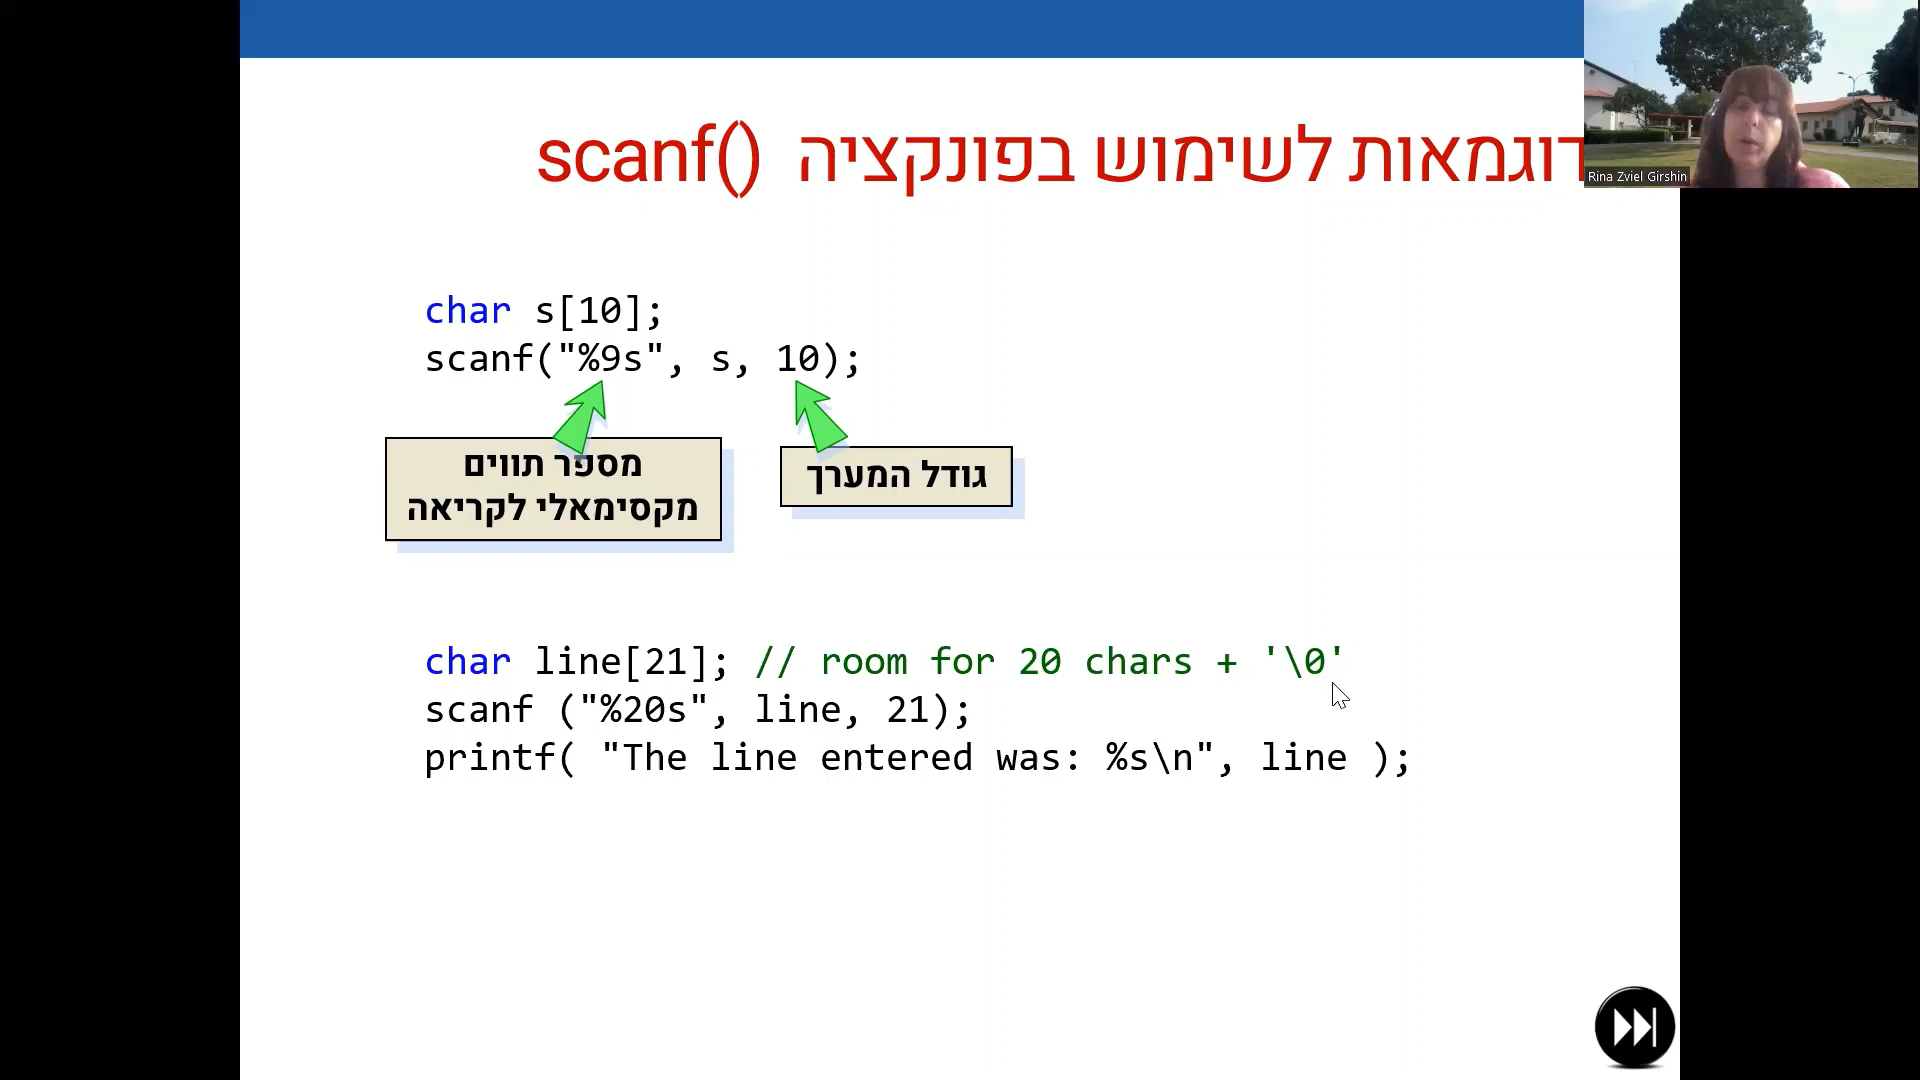 דוגמאות לשימוש בפונקציה scanf()
Rina Zviel Girshin
char s[10];
scanf("%9s", s, 10);
מספר תווים
מקסימאלי לקריאה
גודל המערך
char line[21]; // room for 20 chars + '\0'
scanf ("%20s", line, 21);
printf( "The line entered was: %s\n", line );